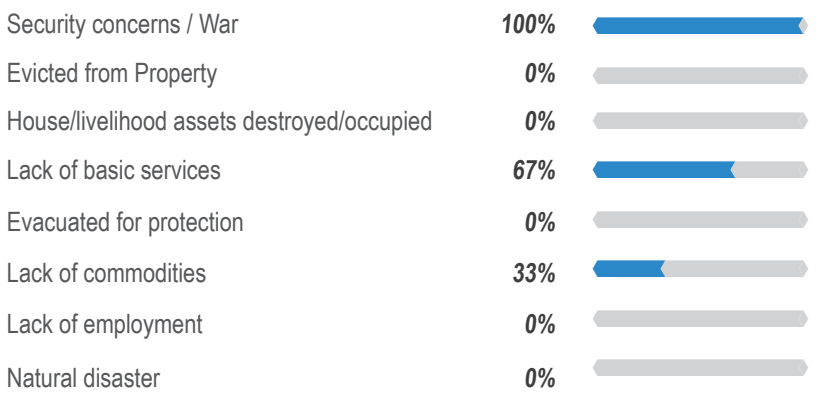 Security concerns / War 100%
Evicted from Property 0%
House/livelihood assets destroyed/occupied 0%
Lack of basic services 67%
Evacuated for protection 0%
Lack of commodities 33%
Lack of employment 0%
Natural disaster 0%